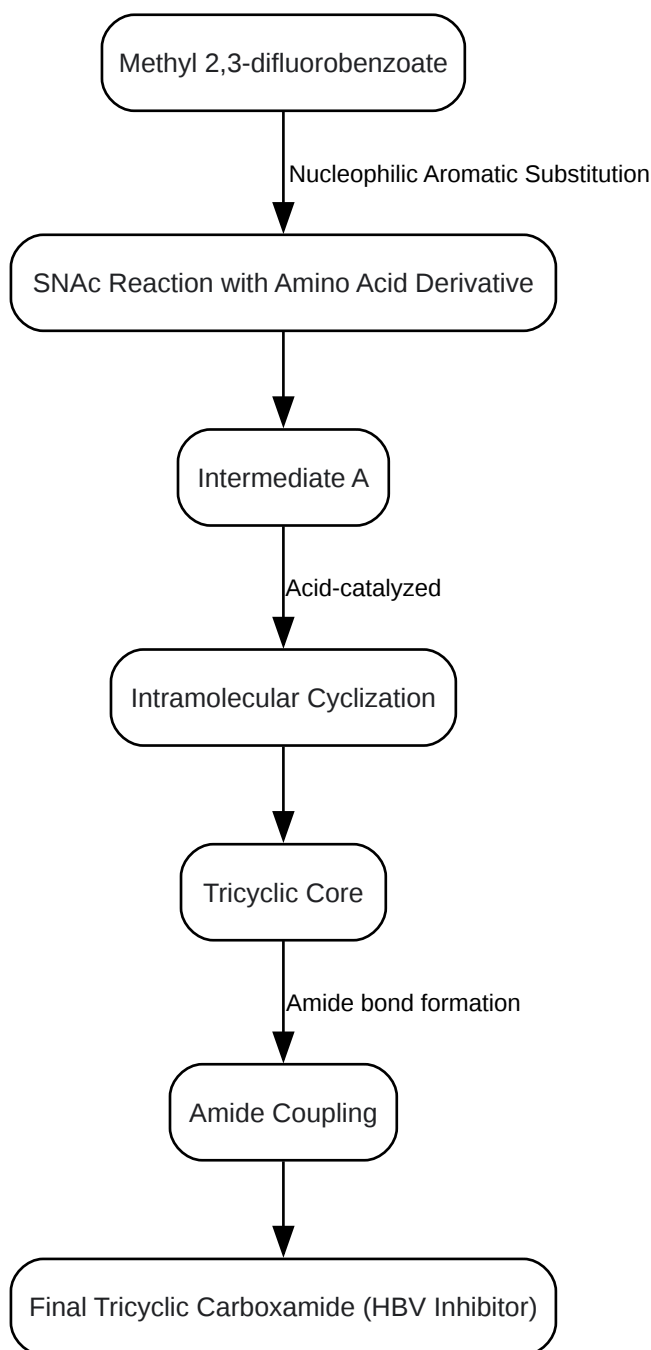 Methyl 2,3-difluorobenzoate
Nucleophilic Aromatic Substitution
SNAc Reaction with Amino Acid Derivative
Intermediate A
Acid-catalyzed
Intramolecular Cyclization
Tricyclic Core
Amide bond formation
Amide Coupling
Final Tricyclic Carboxamide (HBV Inhibitor)